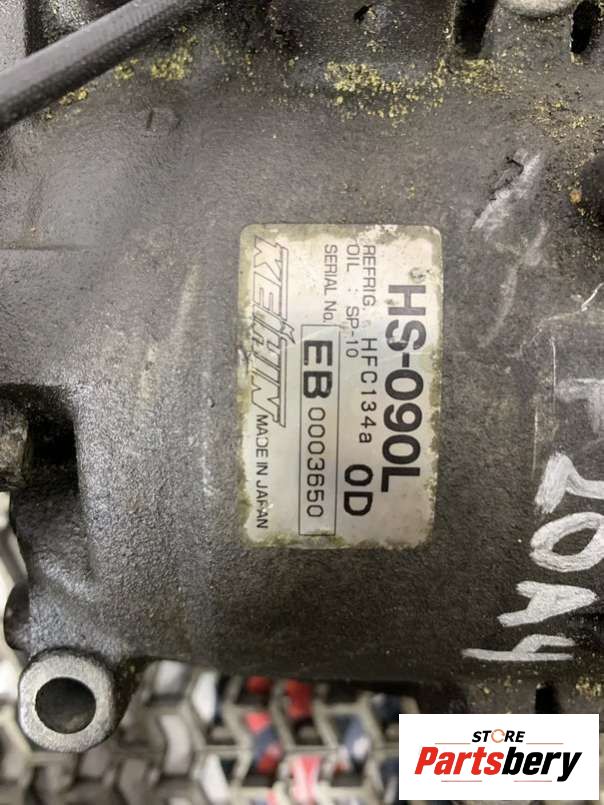 HS-090L
REFRIG. HFC134a 0D
OIL : SP-10
SERIAL No. EB 0003650
KEIHIN MADE IN JAPAN
STORE
Partsbery